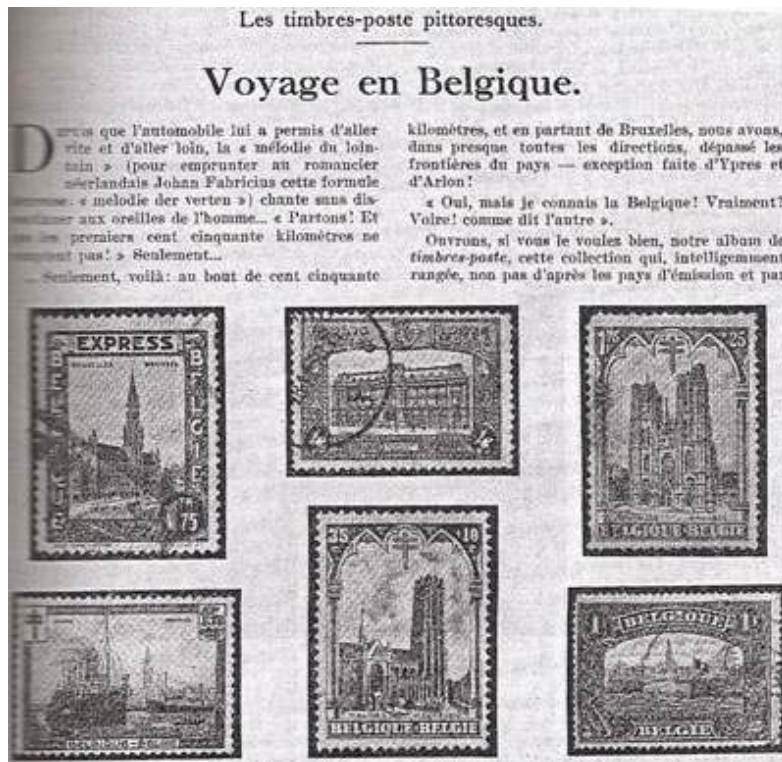 Les timbres-poste pittoresques.
Voyage en Belgique.
que l'automobile lui a permis d'aller
vite et d'aller loin, la « mélodie du loin-
tain » (pour emprunter au romancier
néerlandais Johan Fabricius cette formule
« melodie der verten ») chante sans dis-
aux oreilles de l'homme... « Partons! Et
premiers cent cinquante kilomètres ne
pas! » Seulement...
... Seulement, voilà: au bout de cent cinquante
kilomètres, et en partant de Bruxelles, nous avons,
dans presque toutes les directions, dépassé les
frontières du pays — exception faite d'Ypres et
d'Arlon!
« Oui, mais je connais la Belgique! Vraiment?
Voire! comme dit l'autre ».
Ouvrons, si vous le voulez bien, notre album de
timbres-poste, cette collection qui, intelligemment
rangée, non pas d'après les pays d'émission et par
EXPRESS
BELGIE
75
1 25
BELGIQUE-BELGIE
35 10
BELGIQUE-BELGIE
BELGIQUE-BELGIE
1 1
BELGIQUE
BELGIE